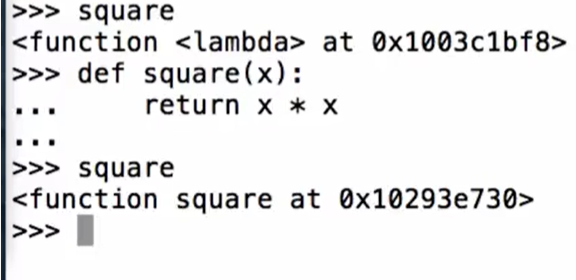 >>> square
<function <lambda> at 0x1003c1bf8>
>>> def square(x):
...     return x * x
...
>>> square
<function square at 0x10293e730>
>>>